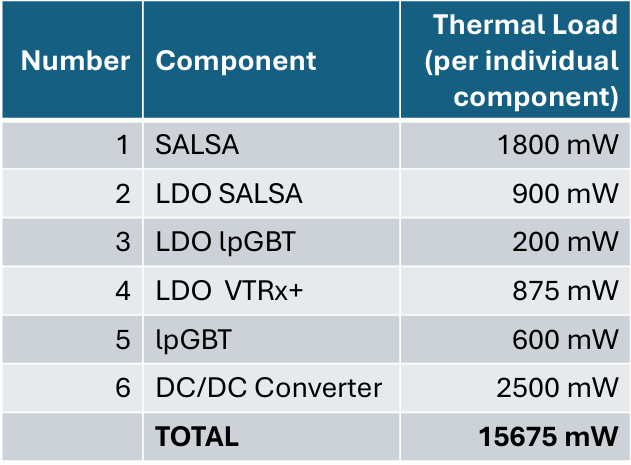 Number Component Thermal Load (per individual component)
1 SALSA 1800 mW
2 LDO SALSA 900 mW
3 LDO lpGBT 200 mW
4 LDO VTRx+ 875 mW
5 lpGBT 600 mW
6 DC/DC Converter 2500 mW
TOTAL 15675 mW